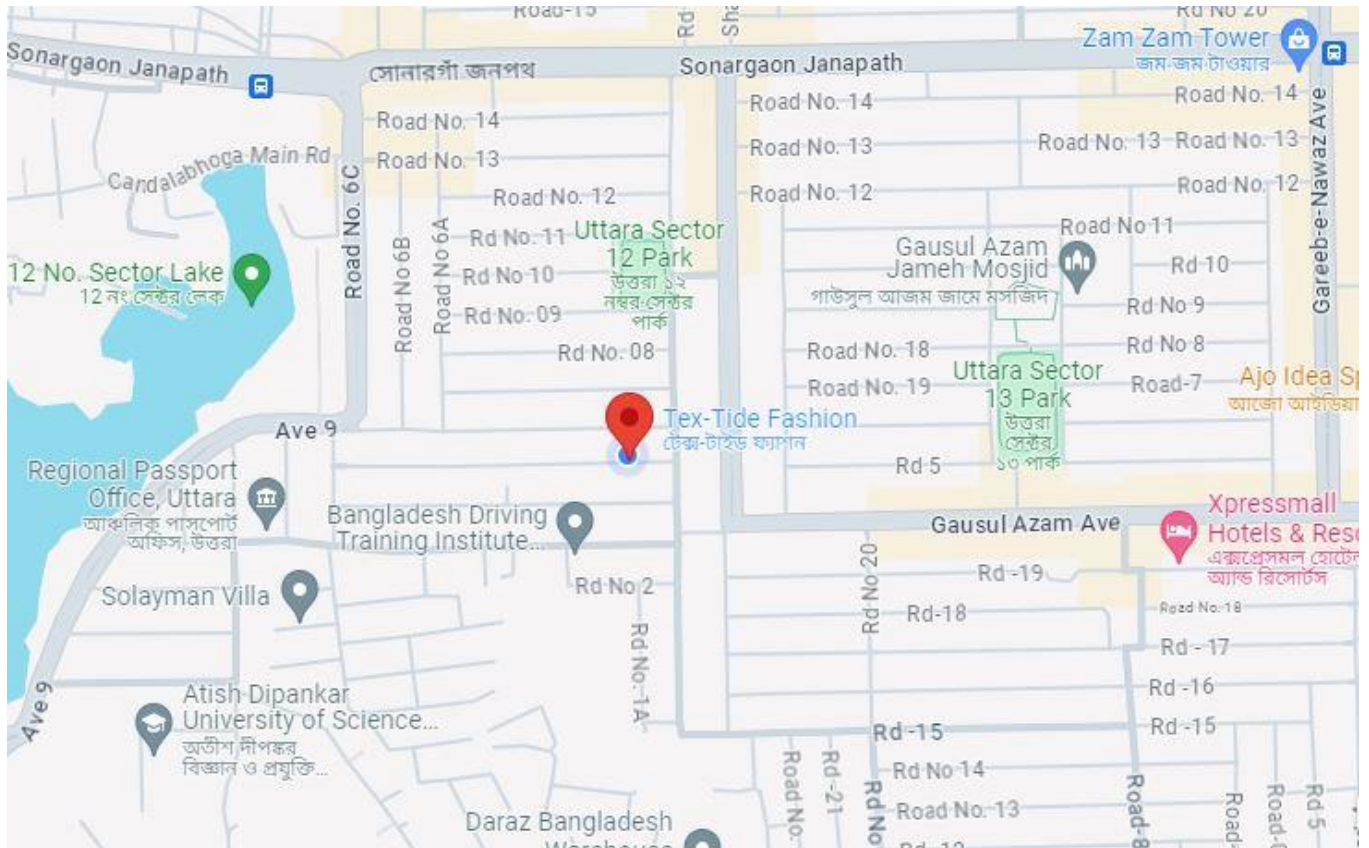 Road-15
Rd No 20
Sonargaon Janapath
সোনারগাঁ জনপথ
Sonargaon Janapath
Zam Zam Tower
জম জম টাওয়ার
Road No. 14
Road No. 14
Road No. 14
Road No. 13
Road No. 13
Road No. 13
Road No. 13
Candalabhoga Main Rd
Road No. 12
Road No. 12
Road No. 12
Road No. 6C
Road No 6B
Road No 6A
Gareeb-e-Nawaz Ave
Rd No. 11
Road No 11
Uttara Sector
12 Park
উত্তরা ১২
নম্বর সেক্টর
পার্ক
Gausul Azam
Jameh Mosjid
গাউসুল আজম জামে মসজিদ
12 No. Sector Lake
12 নং সেক্টর লেক
Rd No 10
Rd 10
Rd No. 09
Rd No 9
Rd No. 08
Road No. 18
Rd No 8
Road No. 19
Road-7
Uttara Sector
13 Park
উত্তরা
সেক্টর
১৩ পার্ক
Ajo Idea
Tex-Tide Fashion
টেক্স-টাইড ফ্যাশন
Ave 9
Rd 5
Regional Passport
Office, Uttara
আঞ্চলিক পাসপোর্ট
অফিস, উত্তরা
Bangladesh Driving
Training Institute...
Gausul Azam Ave
Xpressmall
Hotels &
এক্সপ্রেসমল
অ্যান্ড রিসোর্টস
Rd No 2
Solayman Villa
Rd No. 1A
Rd No 20
Rd -19
Rd-18
Road No. 18
Rd - 17
Rd -16
Rd -15
Rd -15
Atish Dipankar
University of Science...
অতীশ দীপঙ্কর
বিজ্ঞান ও প্রযুক্তি...
Ave 9
Rd No 14
Road No. 13
Road No.
Rd -21
Rd No
Road-8
Road-
Rd 5
Daraz Bangladesh